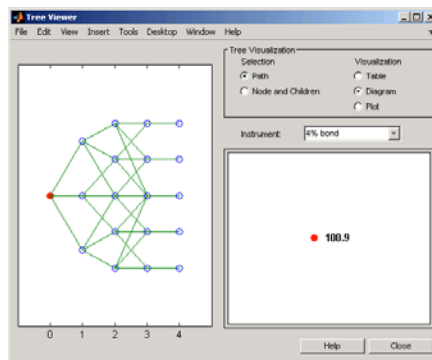 Tree Viewer
File Edit View Insert Tools Desktop Window Help
Tree Visualization
Selection Visualization
Path Table
Node and Children Diagram
Plot
Instrument: 4% bond
100.9
0 1 2 3 4
Help Close